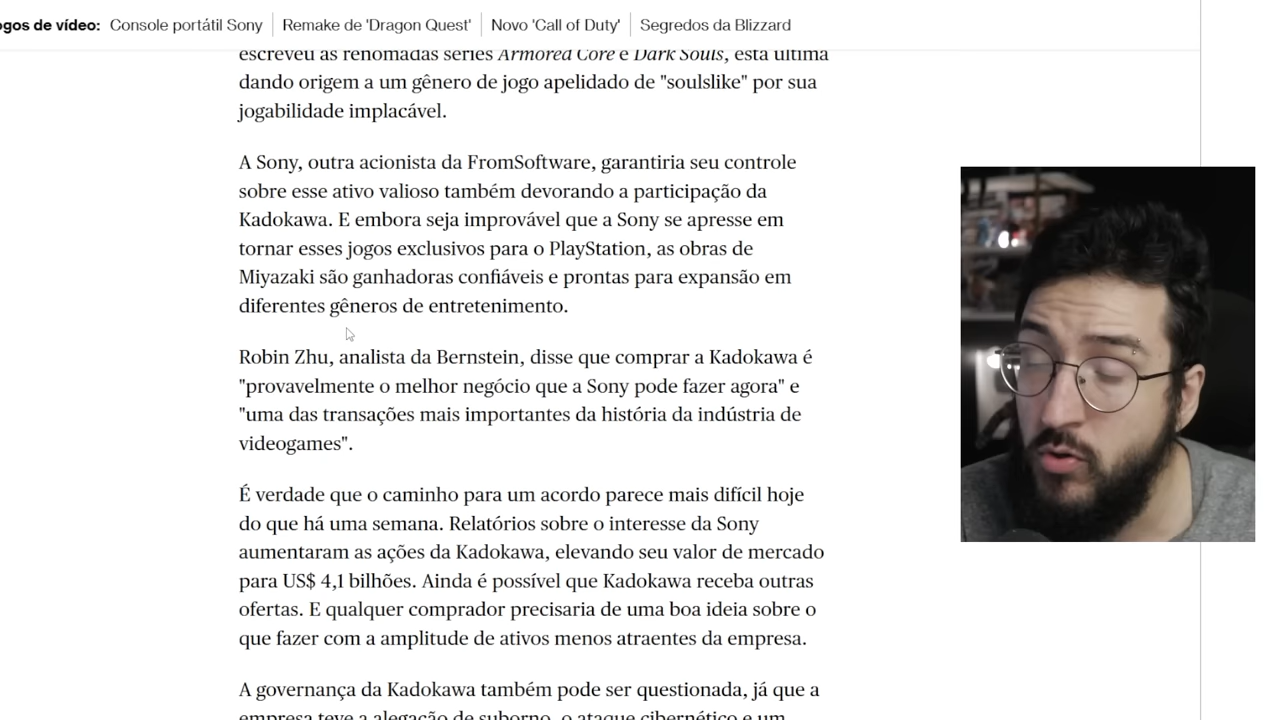 ogos de vídeo: Console portátil Sony Remake de 'Dragon Quest' Novo 'Call of Duty' Segredos da Blizzard
escreveu as renomadas séries Armored Core e Dark Souls, esta última
dando origem a um gênero de jogo apelidado de "soulslike" por sua
jogabilidade implacável.
A Sony, outra acionista da FromSoftware, garantiria seu controle
sobre esse ativo valioso também devorando a participação da
Kadokawa. E embora seja improvável que a Sony se apresse em
tornar esses jogos exclusivos para o PlayStation, as obras de
Miyazaki são ganhadoras confiáveis e prontas para expansão em
diferentes gêneros de entretenimento.
Robin Zhu, analista da Bernstein, disse que comprar a Kadokawa é
"provavelmente o melhor negócio que a Sony pode fazer agora" e
"uma das transações mais importantes da história da indústria de
videogames".
É verdade que o caminho para um acordo parece mais difícil hoje
do que há uma semana. Relatórios sobre o interesse da Sony
aumentaram as ações da Kadokawa, elevando seu valor de mercado
para US$ 4,1 bilhões. Ainda é possível que Kadokawa receba outras
ofertas. E qualquer comprador precisaria de uma boa ideia sobre o
que fazer com a amplitude de ativos menos atraentes da empresa.
A governança da Kadokawa também pode ser questionada, já que a
empresa teve a alegação de suborno, o ataque cibernético e um